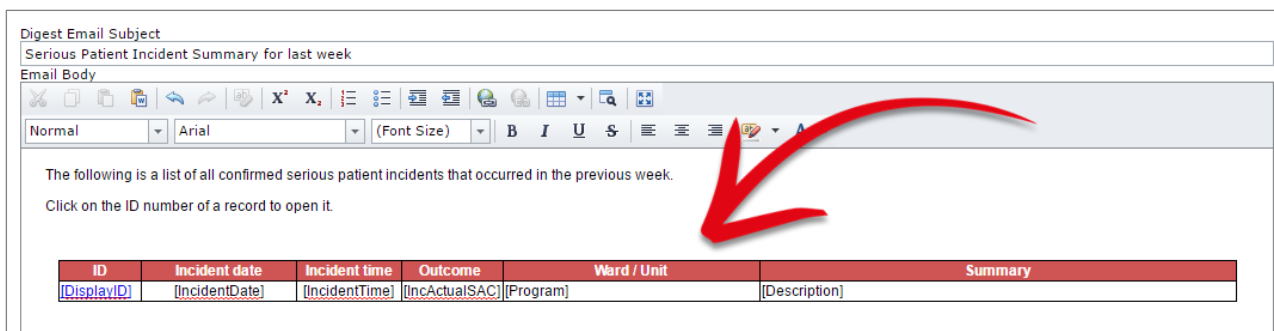 Digest Email Subject
Serious Patient Incident Summary for last week
Email Body
Normal Arial (Font Size) B I U S A
The following is a list of all confirmed serious patient incidents that occurred in the previous week.
Click on the ID number of a record to open it.
ID Incident date Incident time Outcome Ward / Unit Summary
[DisplayID] [IncidentDate] [IncidentTime] [IncActualSAC] [Program] [Description]